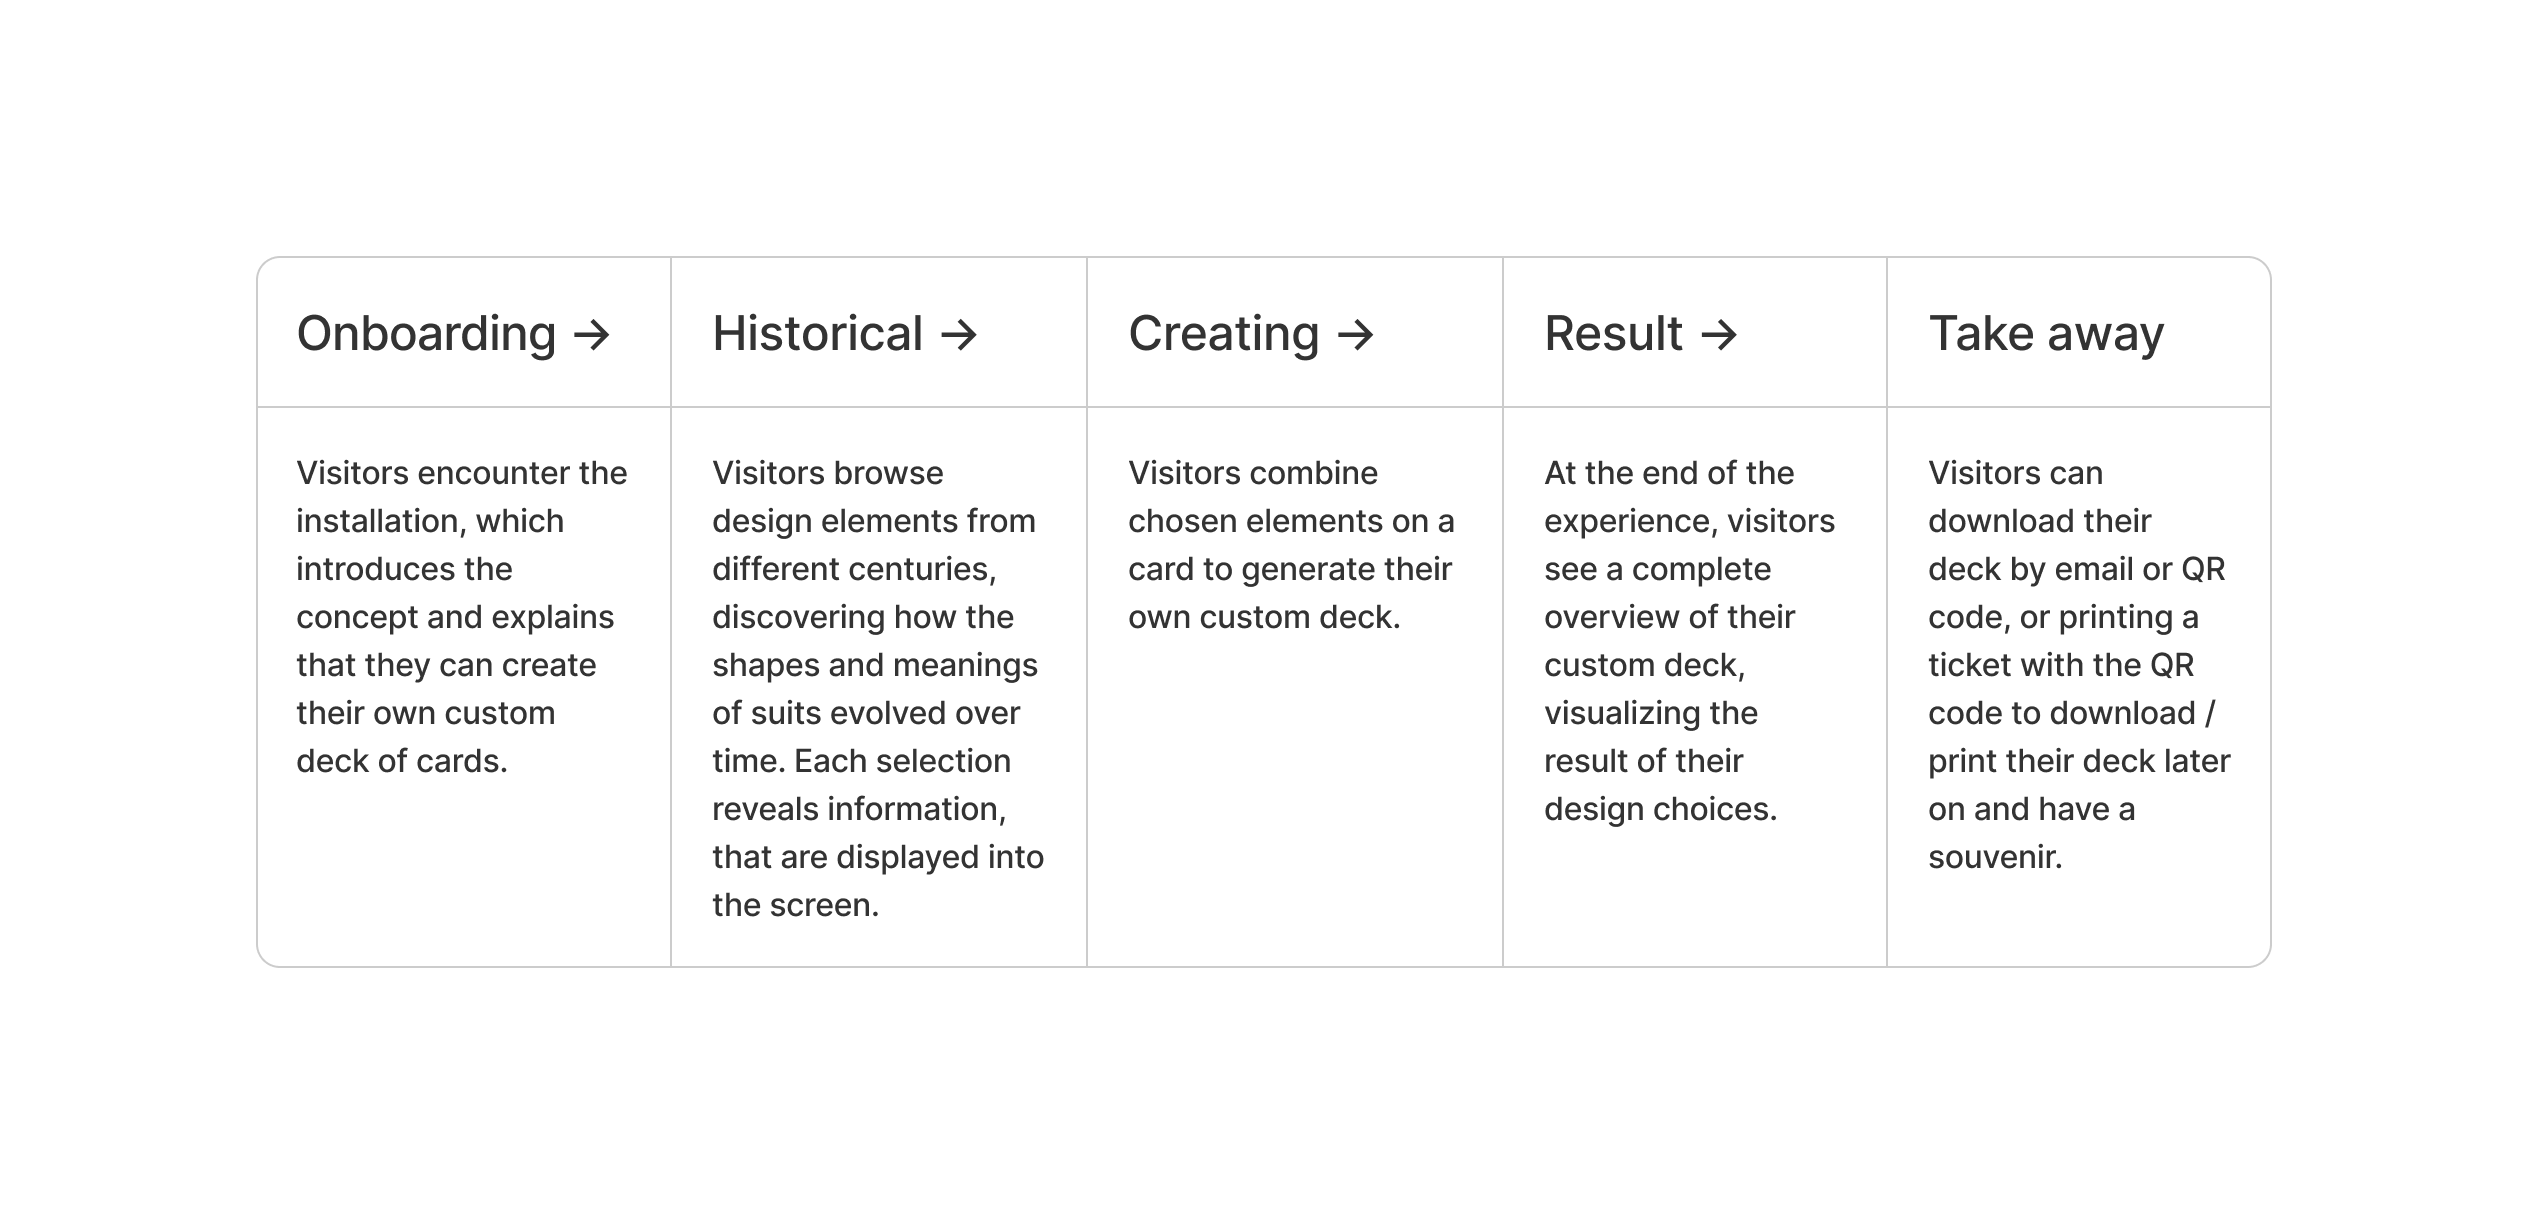 Onboarding →
Visitors encounter the
installation, which
introduces the
concept and explains
that they can create
their own custom
deck of cards.
Historical →
Visitors browse
design elements from
different centuries,
discovering how the
shapes and meanings
of suits evolved over
time. Each selection
reveals information,
that are displayed into
the screen.
Creating →
Visitors combine
chosen elements on a
card to generate their
own custom deck.
Result →
At the end of the
experience, visitors
see a complete
overview of their
custom deck,
visualizing the
result of their
design choices.
Take away
Visitors can
download their
deck by email or QR
code, or printing a
ticket with the QR
code to download /
print their deck later
on and have a
souvenir.